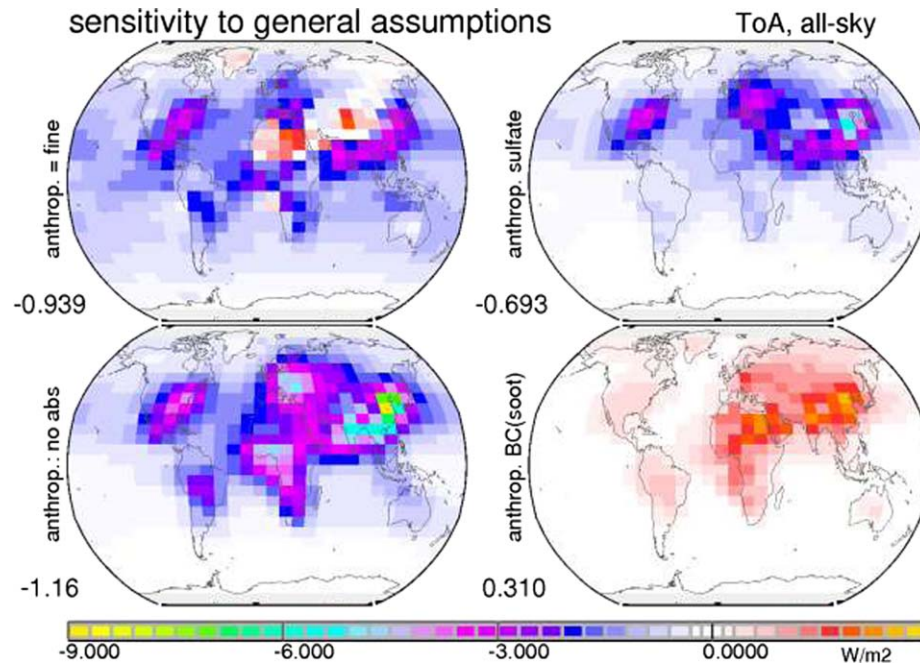 sensitivity to general assumptions
ToA, all-sky
anthrop. = fine
-0.939
anthrop. sulfate
-0.693
anthrop.: no abs
-1.16
anthrop. BC(soot)
0.310
-9.000 -6.000 -3.0000 0.00000 W/m2